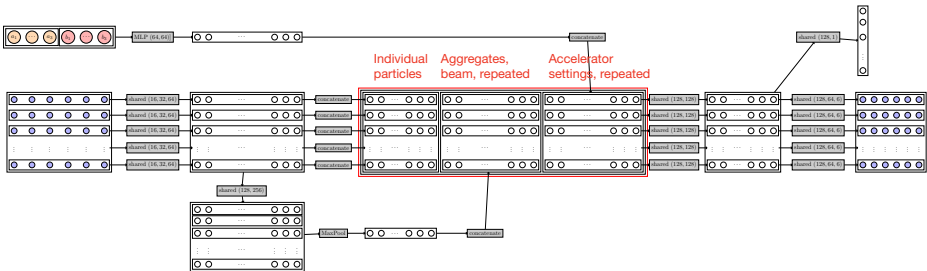 a₁ ⋯ a₃ b₁ ⋯ b₅
MLP (64, 64)]
⋯
concatenate
shared (128, 1)
Individual particles
Aggregates, beam, repeated
Accelerator settings, repeated
shared (16, 32, 64) ⋯ concatenate ⋯ ⋯ ⋯ shared (128, 128) ⋯ shared (128, 64, 6)
shared (16, 32, 64) ⋯ concatenate ⋯ ⋯ ⋯ shared (128, 128) ⋯ shared (128, 64, 6)
shared (16, 32, 64) ⋯ concatenate ⋯ ⋯ ⋯ shared (128, 128) ⋯ shared (128, 64, 6)
shared (16, 32, 64) concatenate shared (128, 128) shared (128, 64, 6)
shared (16, 32, 64) ⋯ concatenate ⋯ ⋯ ⋯ shared (128, 128) ⋯ shared (128, 64, 6)
shared (128, 256)
MaxPool
concatenate